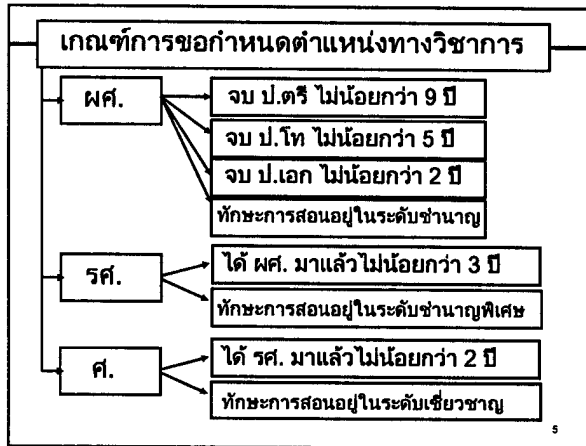 เกณฑ์การขอกำหนดตำแหน่งทางวิชาการ
ผศ.
จบ ป.ตรี ไม่น้อยกว่า 9 ปี
จบ ป.โท ไม่น้อยกว่า 5 ปี
จบ ป.เอก ไม่น้อยกว่า 2 ปี
ทักษะการสอนอยู่ในระดับชำนาญ
รศ.
ได้ ผศ. มาแล้วไม่น้อยกว่า 3 ปี
ทักษะการสอนอยู่ในระดับชำนาญพิเศษ
ศ.
ได้ รศ. มาแล้วไม่น้อยกว่า 2 ปี
ทักษะการสอนอยู่ในระดับเชี่ยวชาญ
5